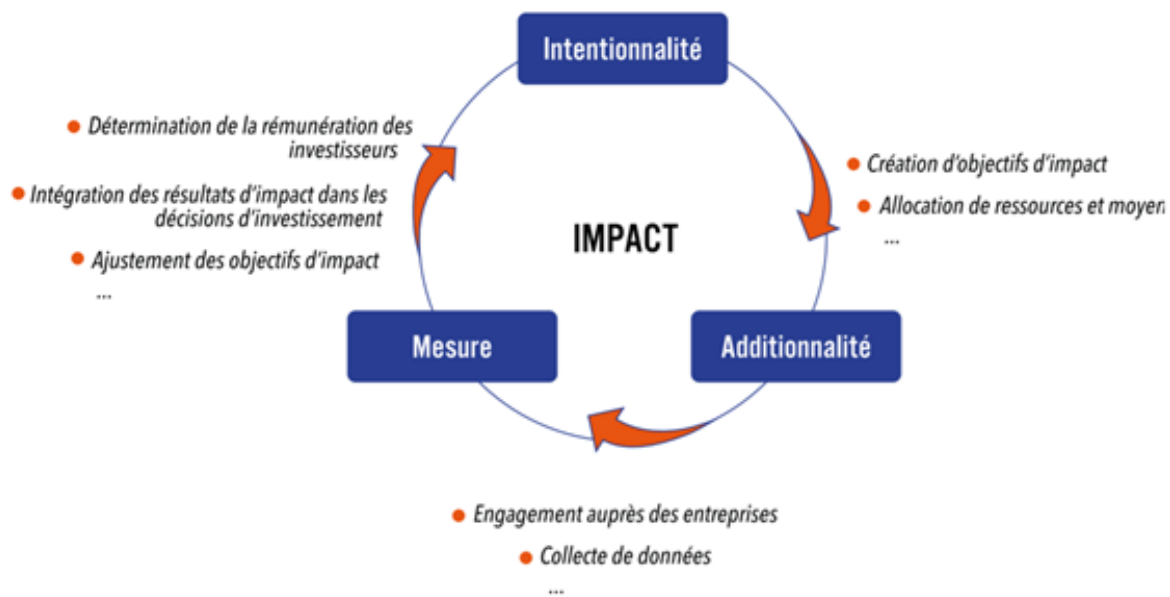 Intentionnalité
Détermination de la rémunération des
investisseurs
Intégration des résultats d'impact dans les
décisions d'investissement
Ajustement des objectifs d'impact
...
Création d'objectifs d'impact
Allocation de ressources et moyen
...
IMPACT
Mesure
Additionnalité
Engagement auprès des entreprises
Collecte de données
...